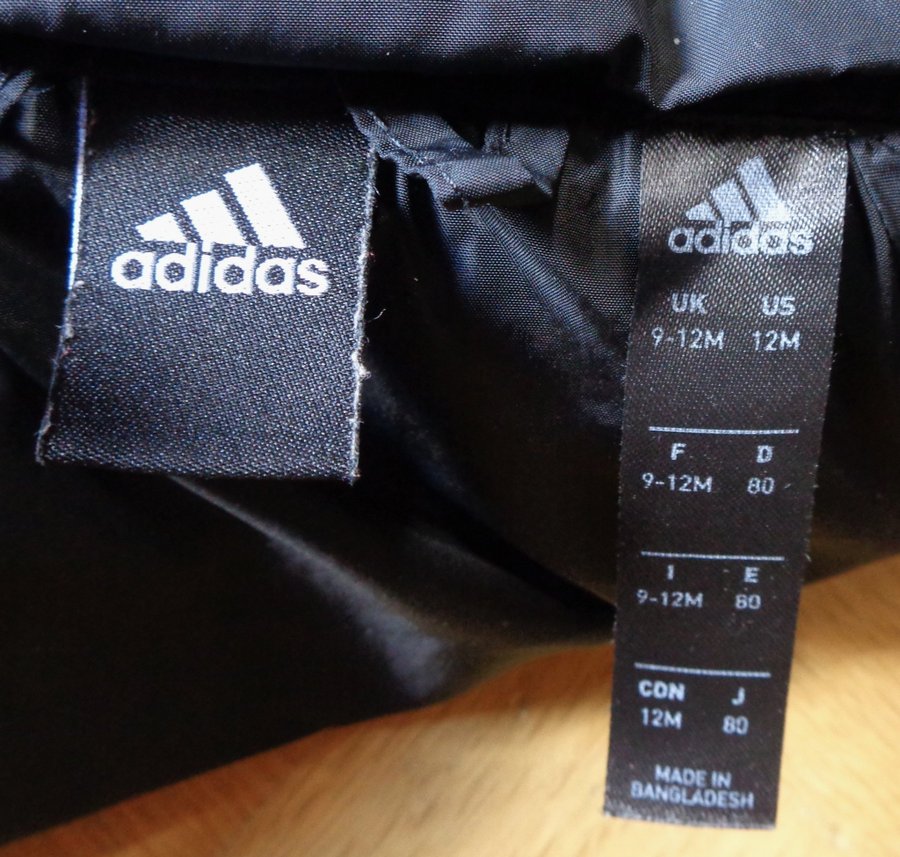 adidas
adidas
UK US
9-12M 12M
F D
9-12M 80
I E
9-12M 80
CDN J
12M 80
MADE IN
BANGLADESH